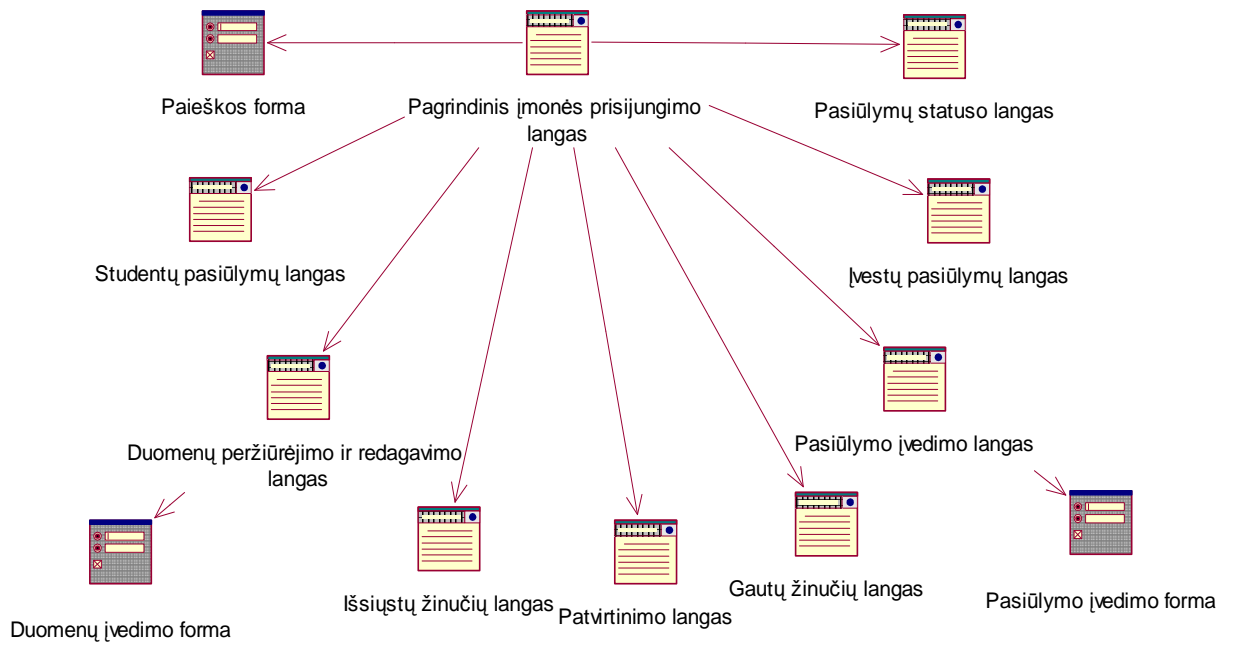 Paieškos forma
Pagrindinis įmonės prisijungimo
langas
Pasiūlymų statuso langas
Studentų pasiūlymų langas
Įvestų pasiūlymų langas
Duomenų peržiūrėjimo ir redagavimo
langas
Pasiūlymo įvedimo langas
Išsiųstų žinučių langas
Patvirtinimo langas
Gautų žinučių langas
Pasiūlymo įvedimo forma
Duomenų įvedimo forma